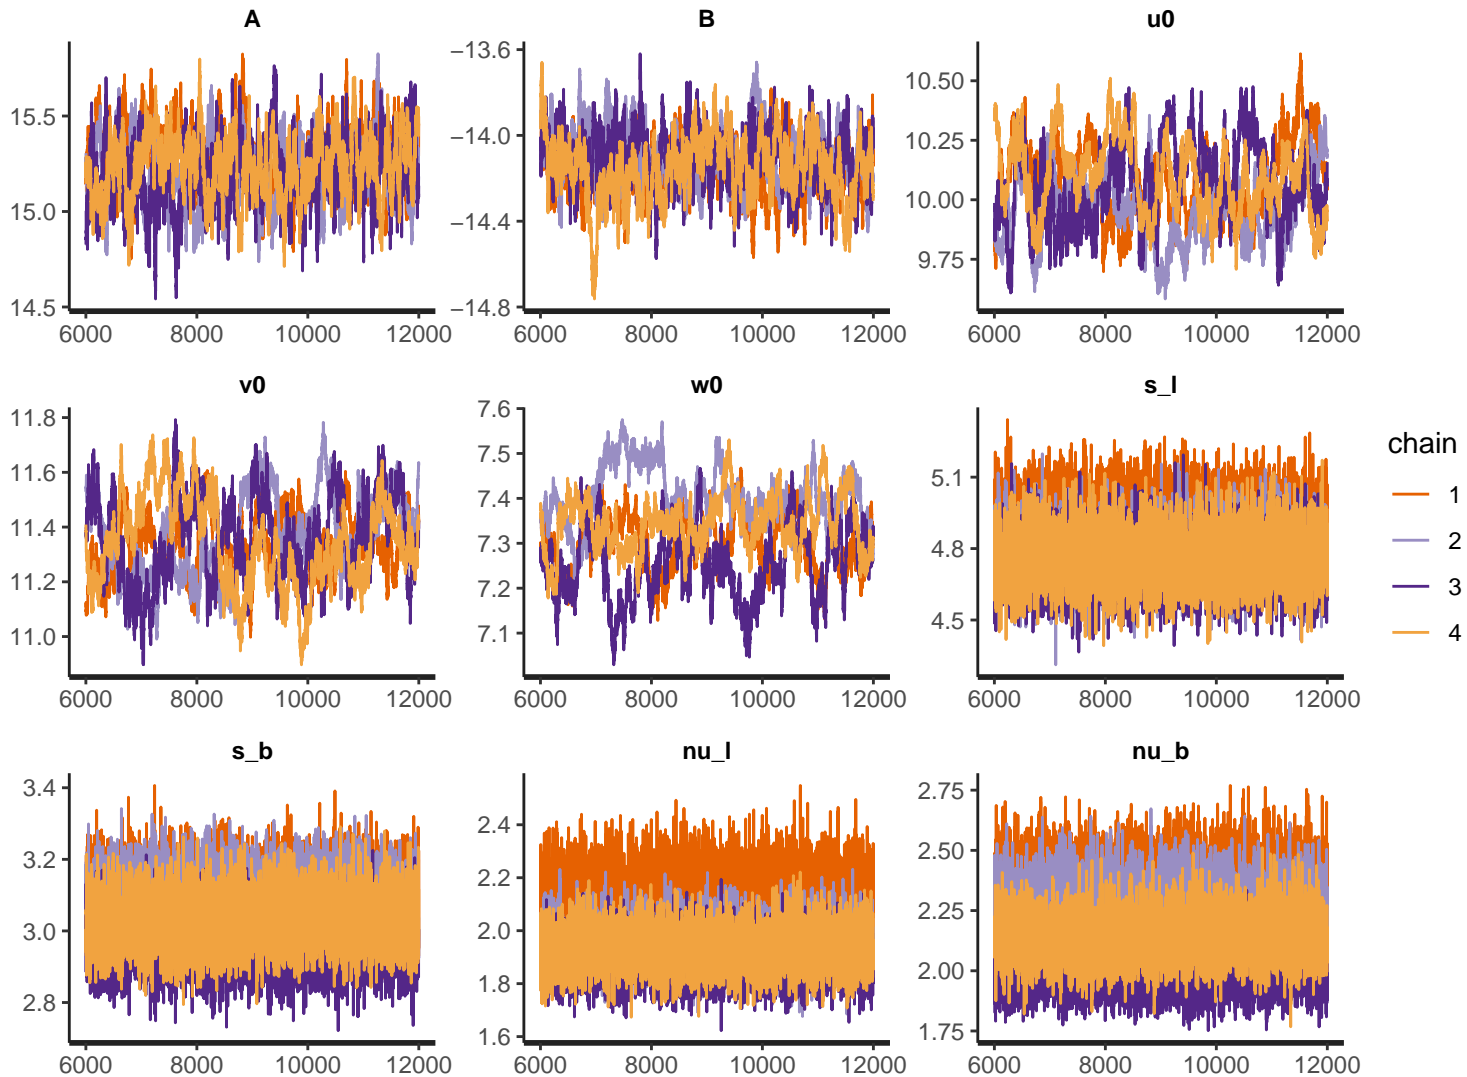 A
15.5
15.0
14.5
6000 8000 10000 12000
B
−13.6
−14.0
−14.4
−14.8
6000 8000 10000 12000
u0
10.50
10.25
10.00
9.75
6000 8000 10000 12000
v0
11.8
11.6
11.4
11.2
11.0
6000 8000 10000 12000
w0
7.6
7.5
7.4
7.3
7.2
7.1
6000 8000 10000 12000
s_l
5.1
4.8
4.5
6000 8000 10000 12000
s_b
3.4
3.2
3.0
2.8
6000 8000 10000 12000
nu_l
2.4
2.2
2.0
1.8
1.6
6000 8000 10000 12000
nu_b
2.75
2.50
2.25
2.00
1.75
6000 8000 10000 12000
chain
1
2
3
4